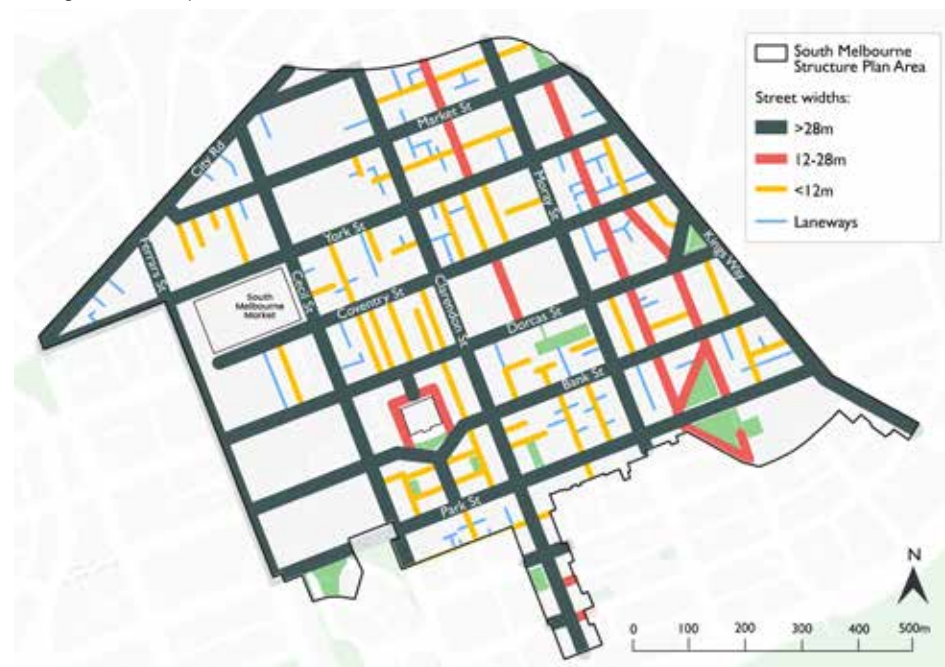 South Melbourne
Structure Plan Area
Street widths:
>28m
12-28m
<12m
Laneways
Market St
City Rd
Moray St
York St
Ferrars St
Kings Way
Cecil St
South
Melbourne
Market
Coventry St
Clarendon St
Dorcas St
Bank St
Park St
N
0 100 200 300 400 500m